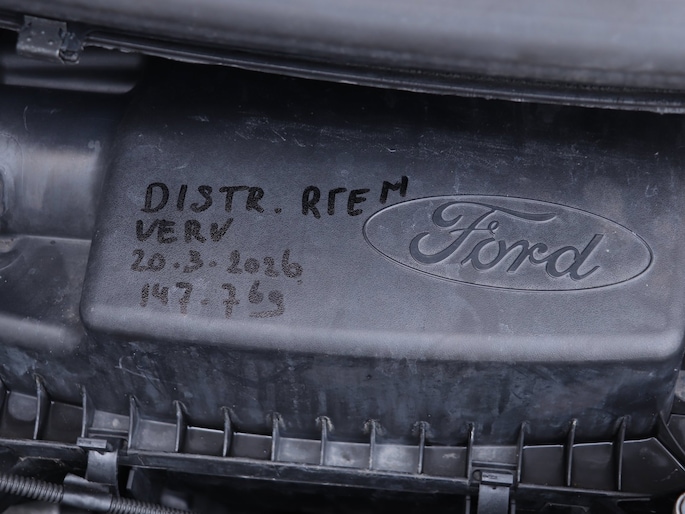 DISTR. RIEM
VERV
20-3-2026
147-769
Ford